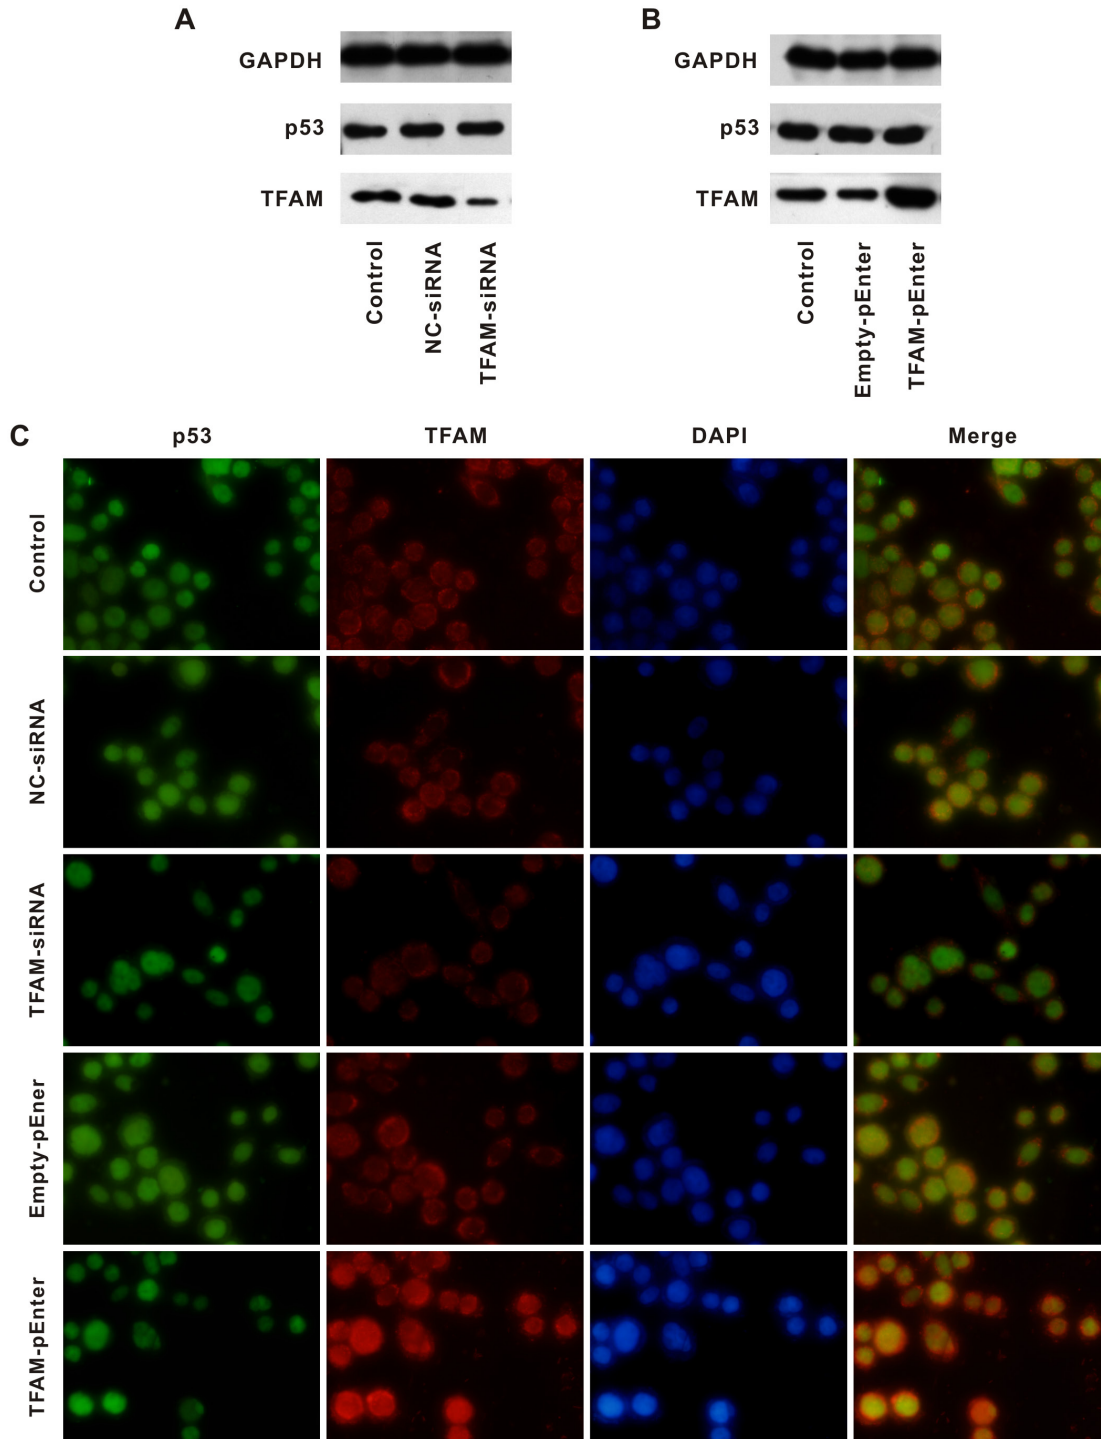 A
GAPDH
p53
TFAM
Control
NC-siRNA
TFAM-siRNA
B
GAPDH
p53
TFAM
Control
Empty-pEnter
TFAM-pEnter
C
p53 TFAM DAPI Merge
Control
NC-siRNA
TFAM-siRNA
Empty-pEner
TFAM-pEnter